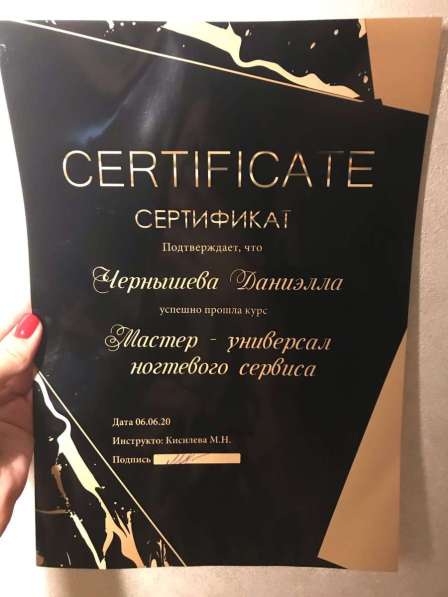 CERTIFICATE
СЕРТИФИКАТ
Подтверждает, что
Чернышева Даниэлла
успешно прошла курс
Мастер - универсал
ногтевого сервиса
Дата 06.06.20
Инструкто: Кисилева М.Н.
Подпись